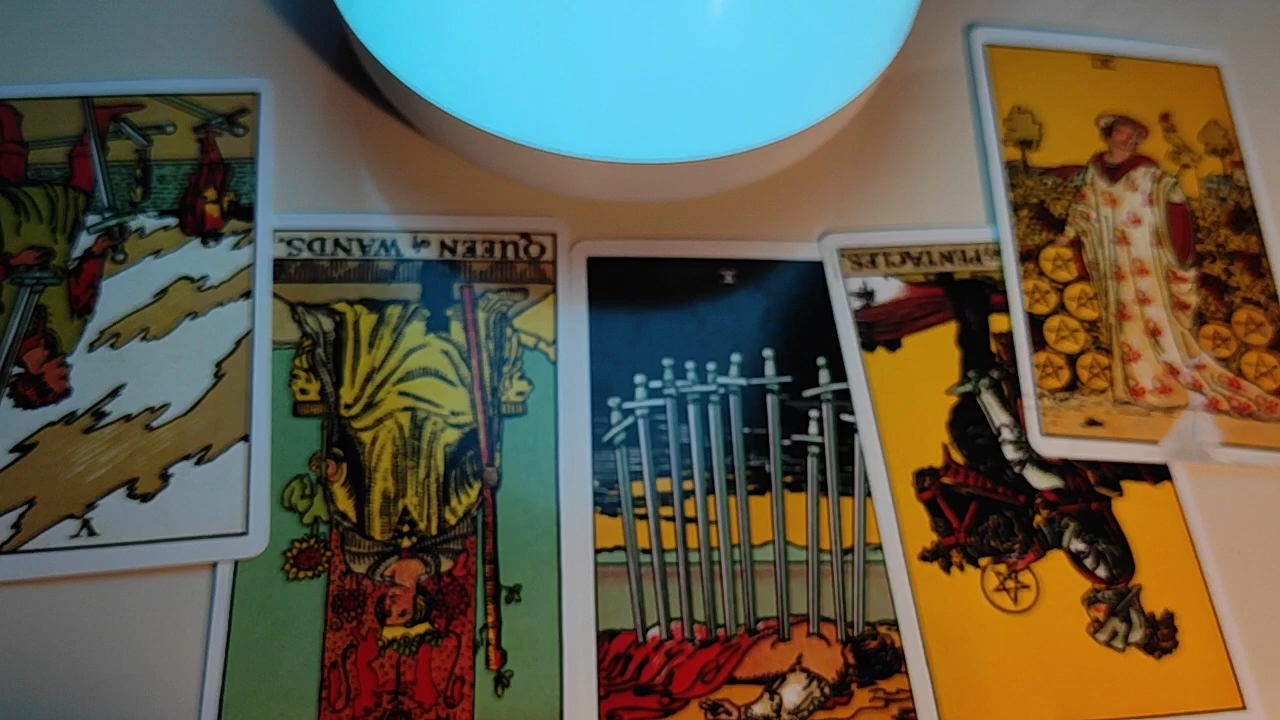 V
QUEEN of WANDS.
X
PENTACLES.